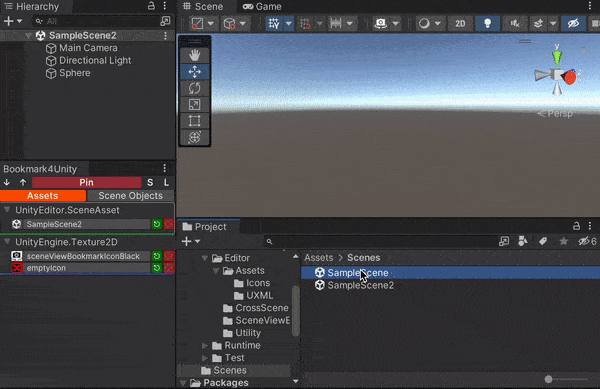 Hierarchy
All
SampleScene2
Main Camera
Directional Light
Sphere
Bookmark4Unity
Pin
S
L
Assets
Scene Objects
UnityEditor.SceneAsset
SampleScene2
UnityEngine.Texture2D
sceneViewBookmarkIconBlack
emptyIcon
Scene
Game
2D
y
Persp
Project
6
Editor
Assets
Icons
UXML
CrossScene
SceneViewE
Utility
Runtime
Test
Scenes
Packages
Assets
Scenes
SampleScene
SampleScene2